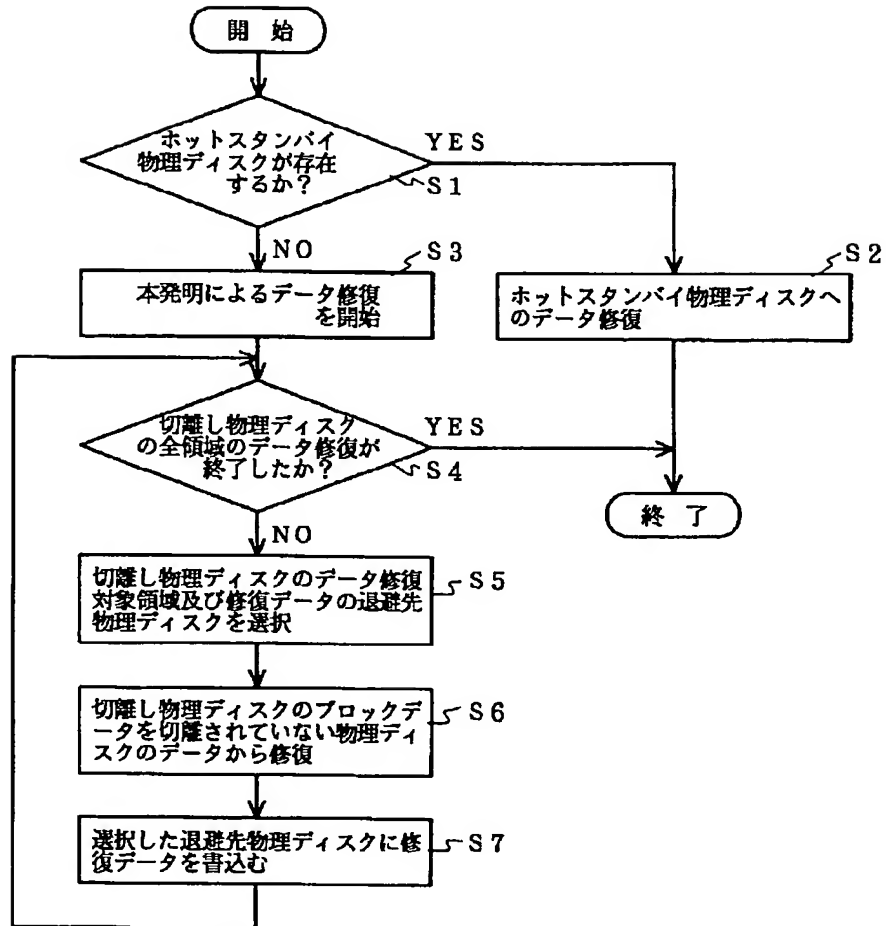 開 始
ホットスタンバイ
物理ディスクが存在
するか?
YES
S1
NO
S3
S2
本発明によるデータ修復
を開始
ホットスタンバイ物理ディスクへ
のデータ修復
切離し物理ディスク
の全領域のデータ修復が
終了したか?
YES
S4
終 了
NO
切離し物理ディスクのデータ修復
対象領域及び修復データの退避先
物理ディスクを選択
S5
切離し物理ディスクのブロックデ
ータを切離されていない物理ディ
スクのデータから修復
S6
選択した退避先物理ディスクに修
復データを書込む
S7